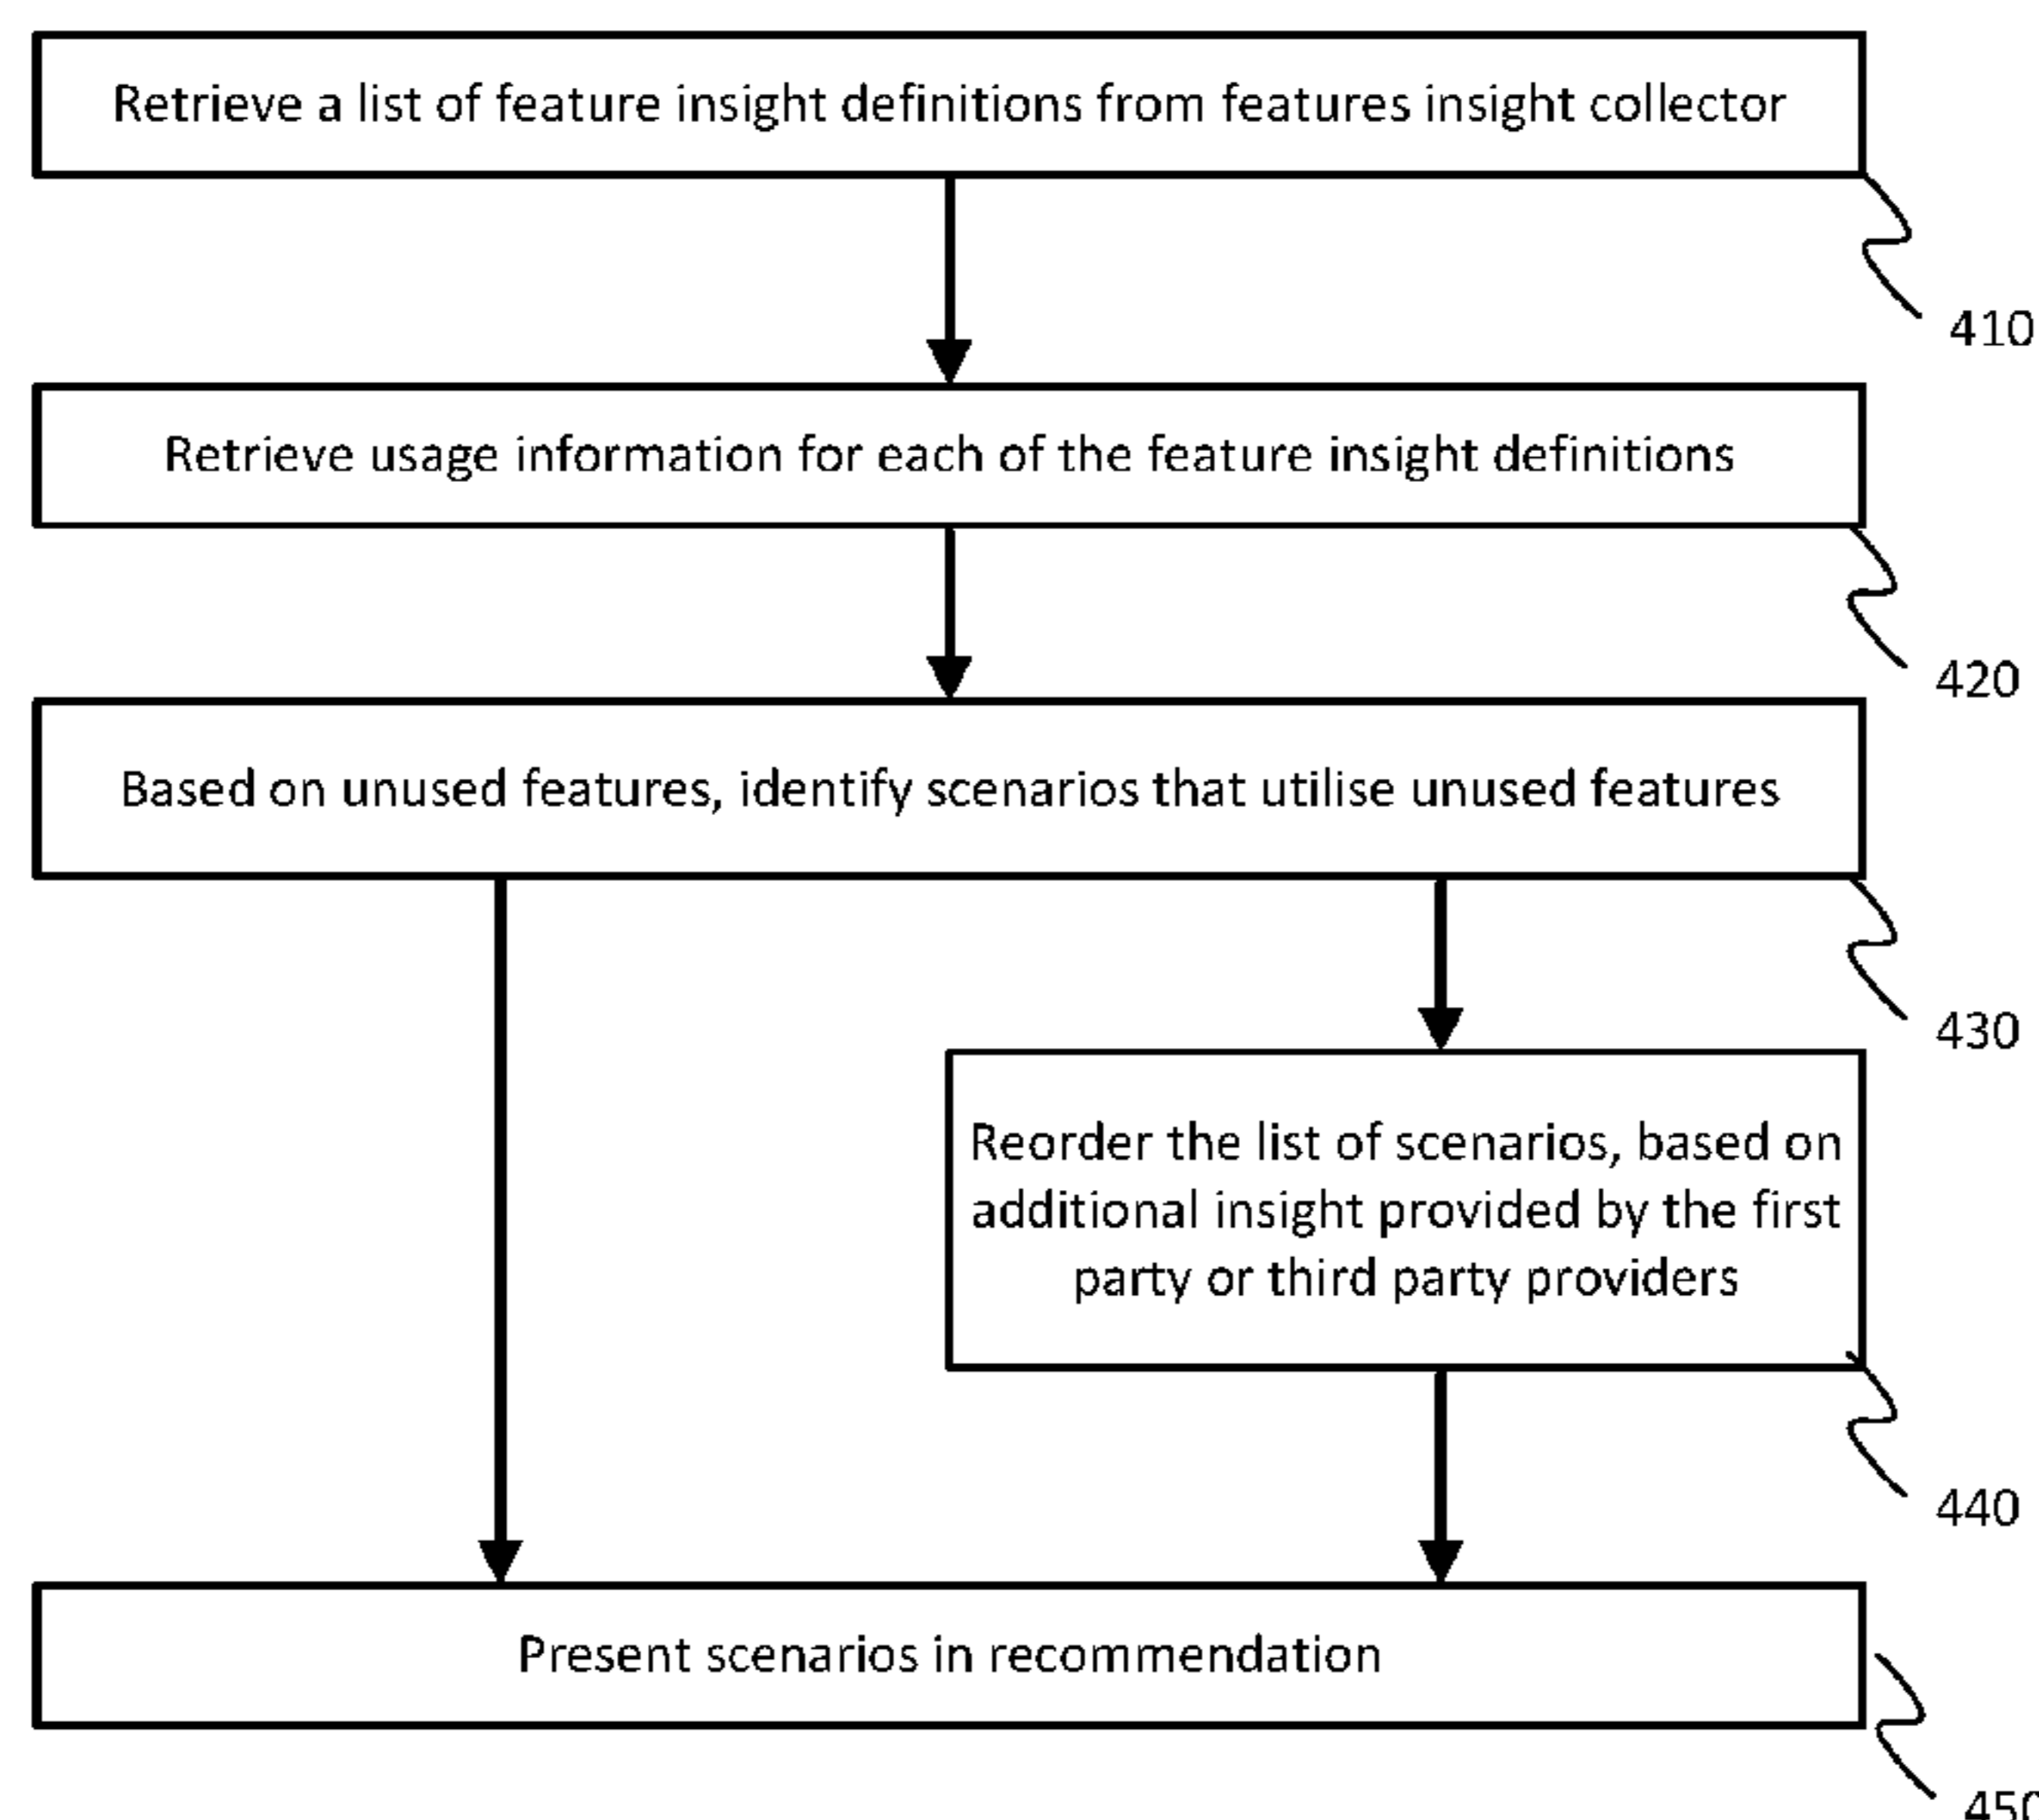 Retrieve a list of feature insight definitions from features insight collector
410
Retrieve usage information for each of the feature insight definitions
420
Based on unused features, identify scenarios that utilise unused features
430
Reorder the list of scenarios, based on
additional insight provided by the first
party or third party providers
440
Present scenarios in recommendation
450